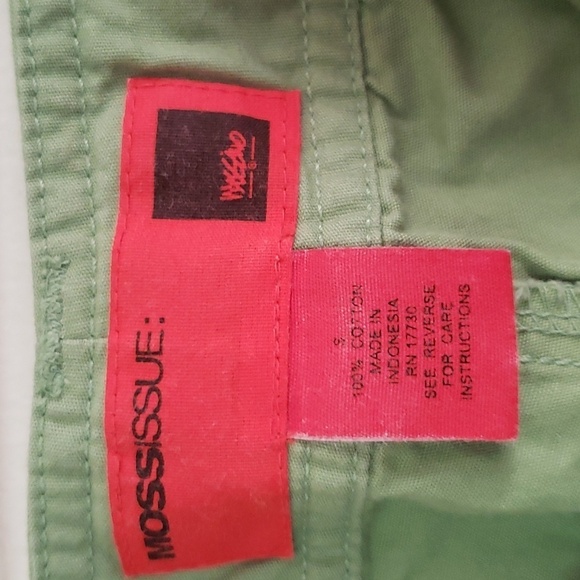 MOSSISSUE:
MOSSIMO
S
100% COTTON
MADE IN
INDONESIA
RN 17730
SEE REVERSE
FOR CARE
INSTRUCTIONS